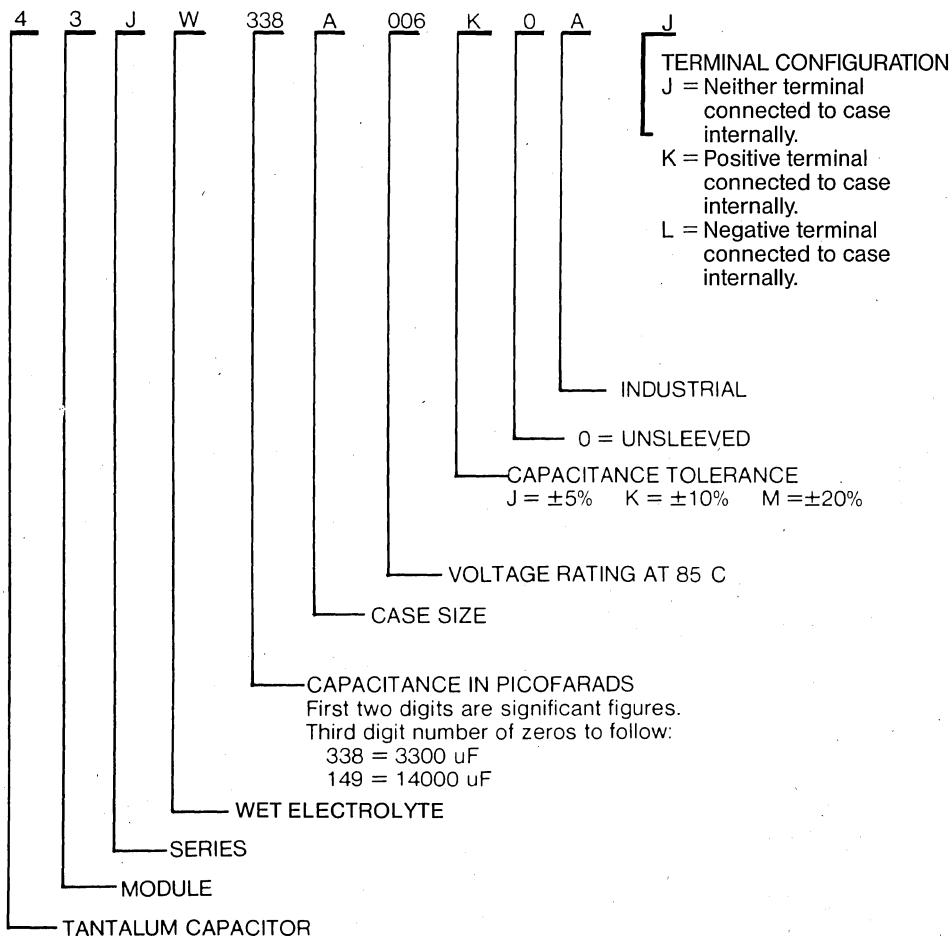 4 3 J W 338 A 006 K 0 A J
TERMINAL CONFIGURATION
J = Neither terminal
connected to case
internally.
K = Positive terminal
connected to case
internally.
L = Negative terminal
connected to case
internally.
INDUSTRIAL
0 = UNSLEEVED
CAPACITANCE TOLERANCE
J = ±5% K = ±10% M =±20%
VOLTAGE RATING AT 85 C
CASE SIZE
CAPACITANCE IN PICOFARADS
First two digits are significant figures.
Third digit number of zeros to follow:
338 = 3300 uF
149 = 14000 uF
WET ELECTROLYTE
SERIES
MODULE
TANTALUM CAPACITOR